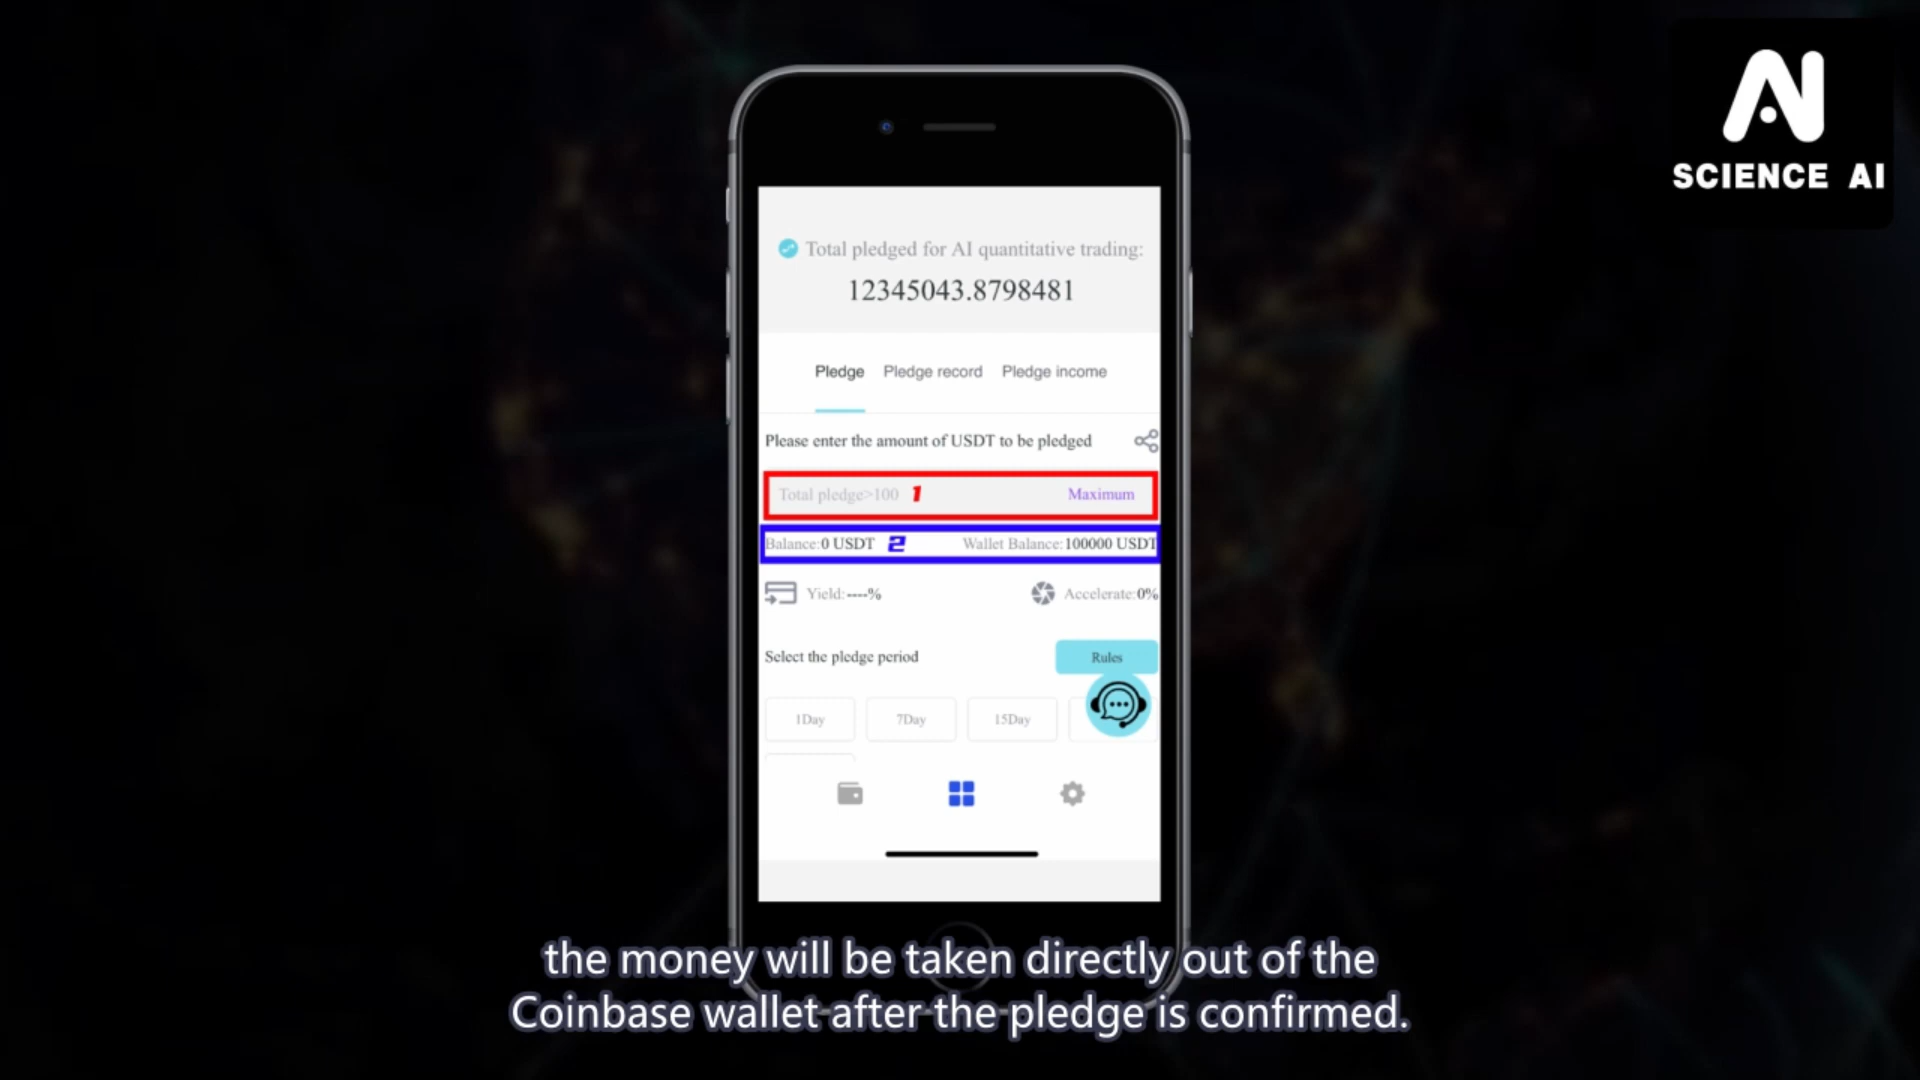 SCIENCE AI
Total pledged for AI quantitative trading:
12345043.8798481
Pledge Pledge record Pledge income
Please enter the amount of USDT to be pledged
Total pledge>100 1 Maximum
Balance:0 USDT 2 Wallet Balance:100000 USDT
Yield:----% Accelerate:0%
Select the pledge period Rules
1Day 7Day 15Day
the money will be taken directly out of the
Coinbase wallet after the pledge is confirmed.